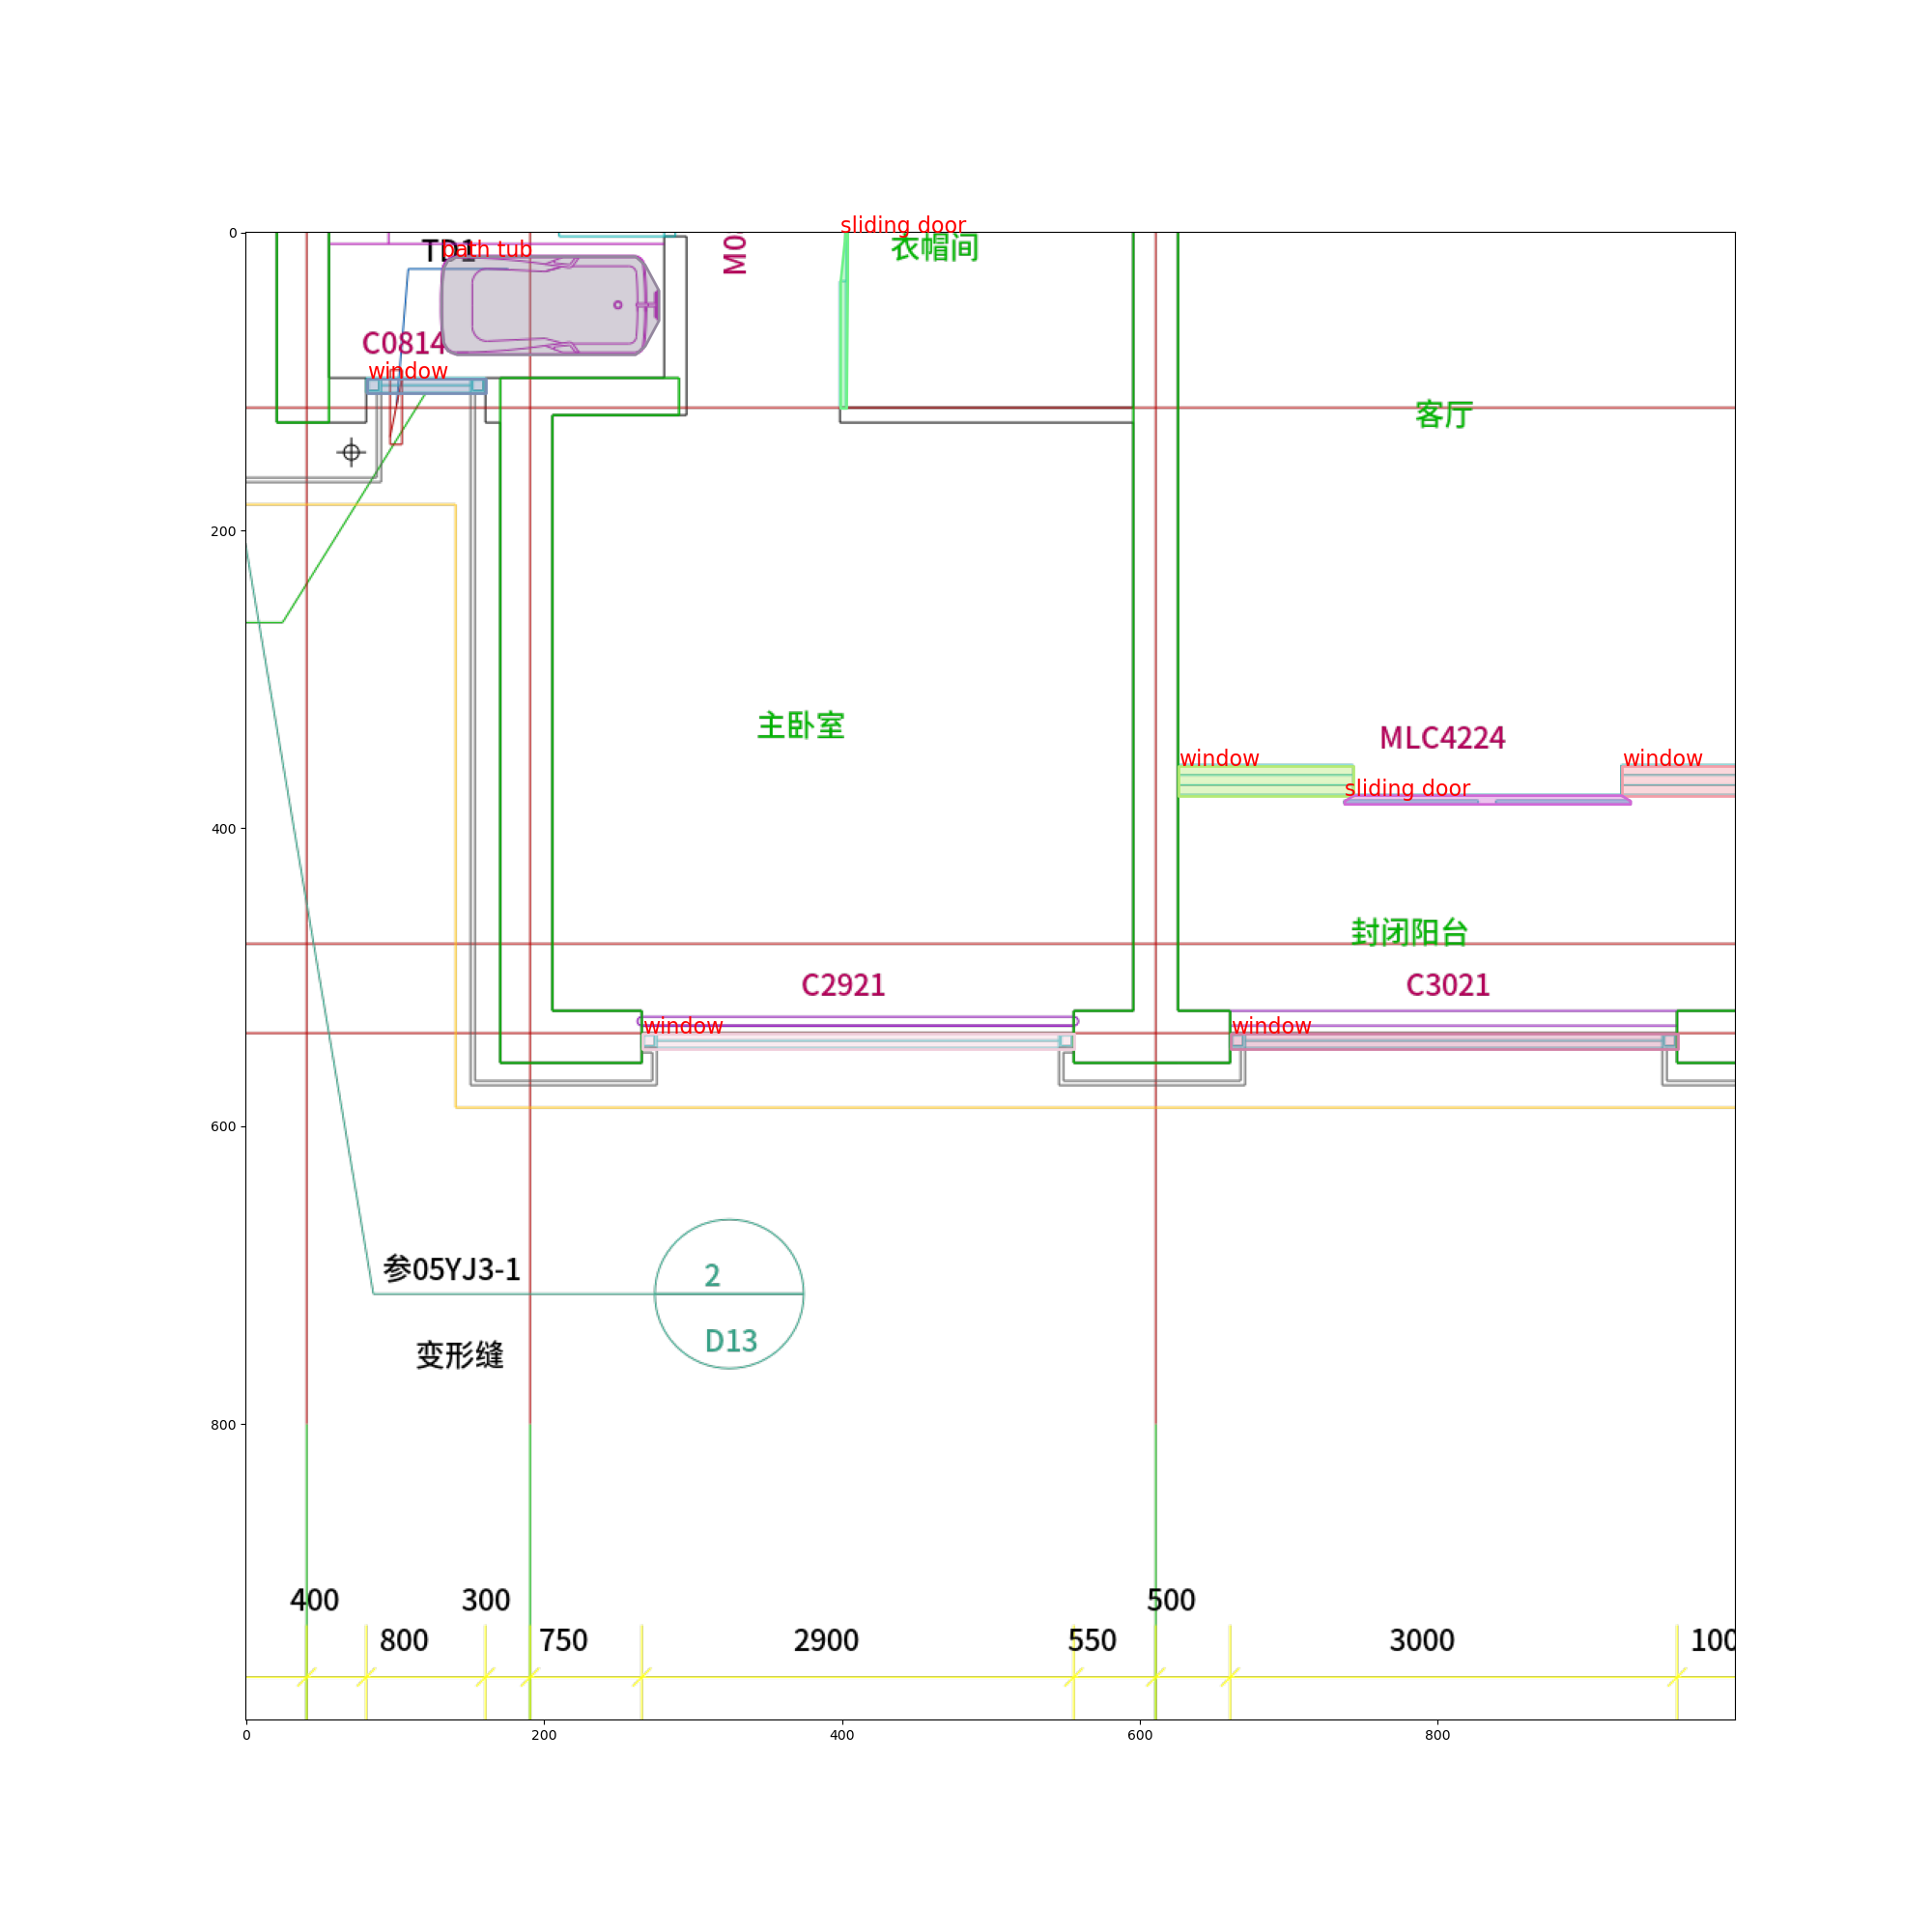 sliding door
0
TD1
bath tub
M0
衣帽间
C0814
window
客厅
200
主卧室
MLC4224
window
window
sliding door
400
封闭阳台
C2921
C3021
window
window
600
参05YJ3-1
2
D13
变形缝
800
400
300
500
800
750
2900
550
3000
100
0
200
400
600
800